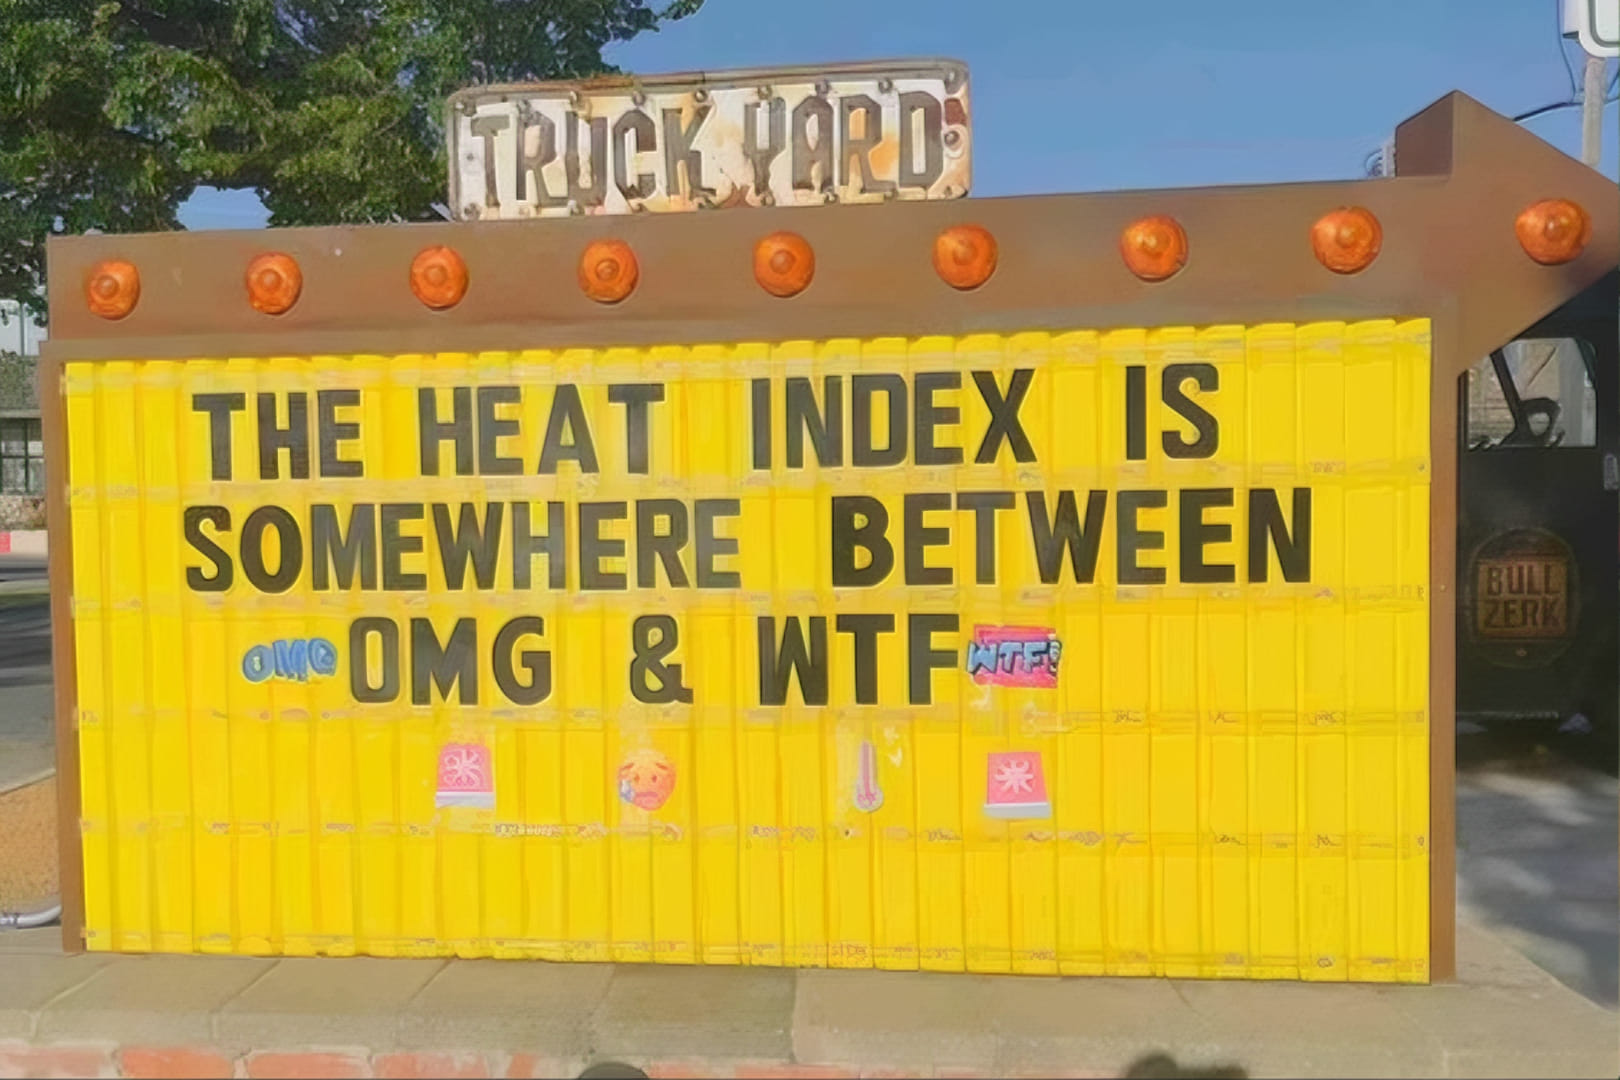 TRUCK YARD
THE HEAT INDEX IS
SOMEWHERE BETWEEN
OMG OMG & WTF WTF!
BULL
ZERK